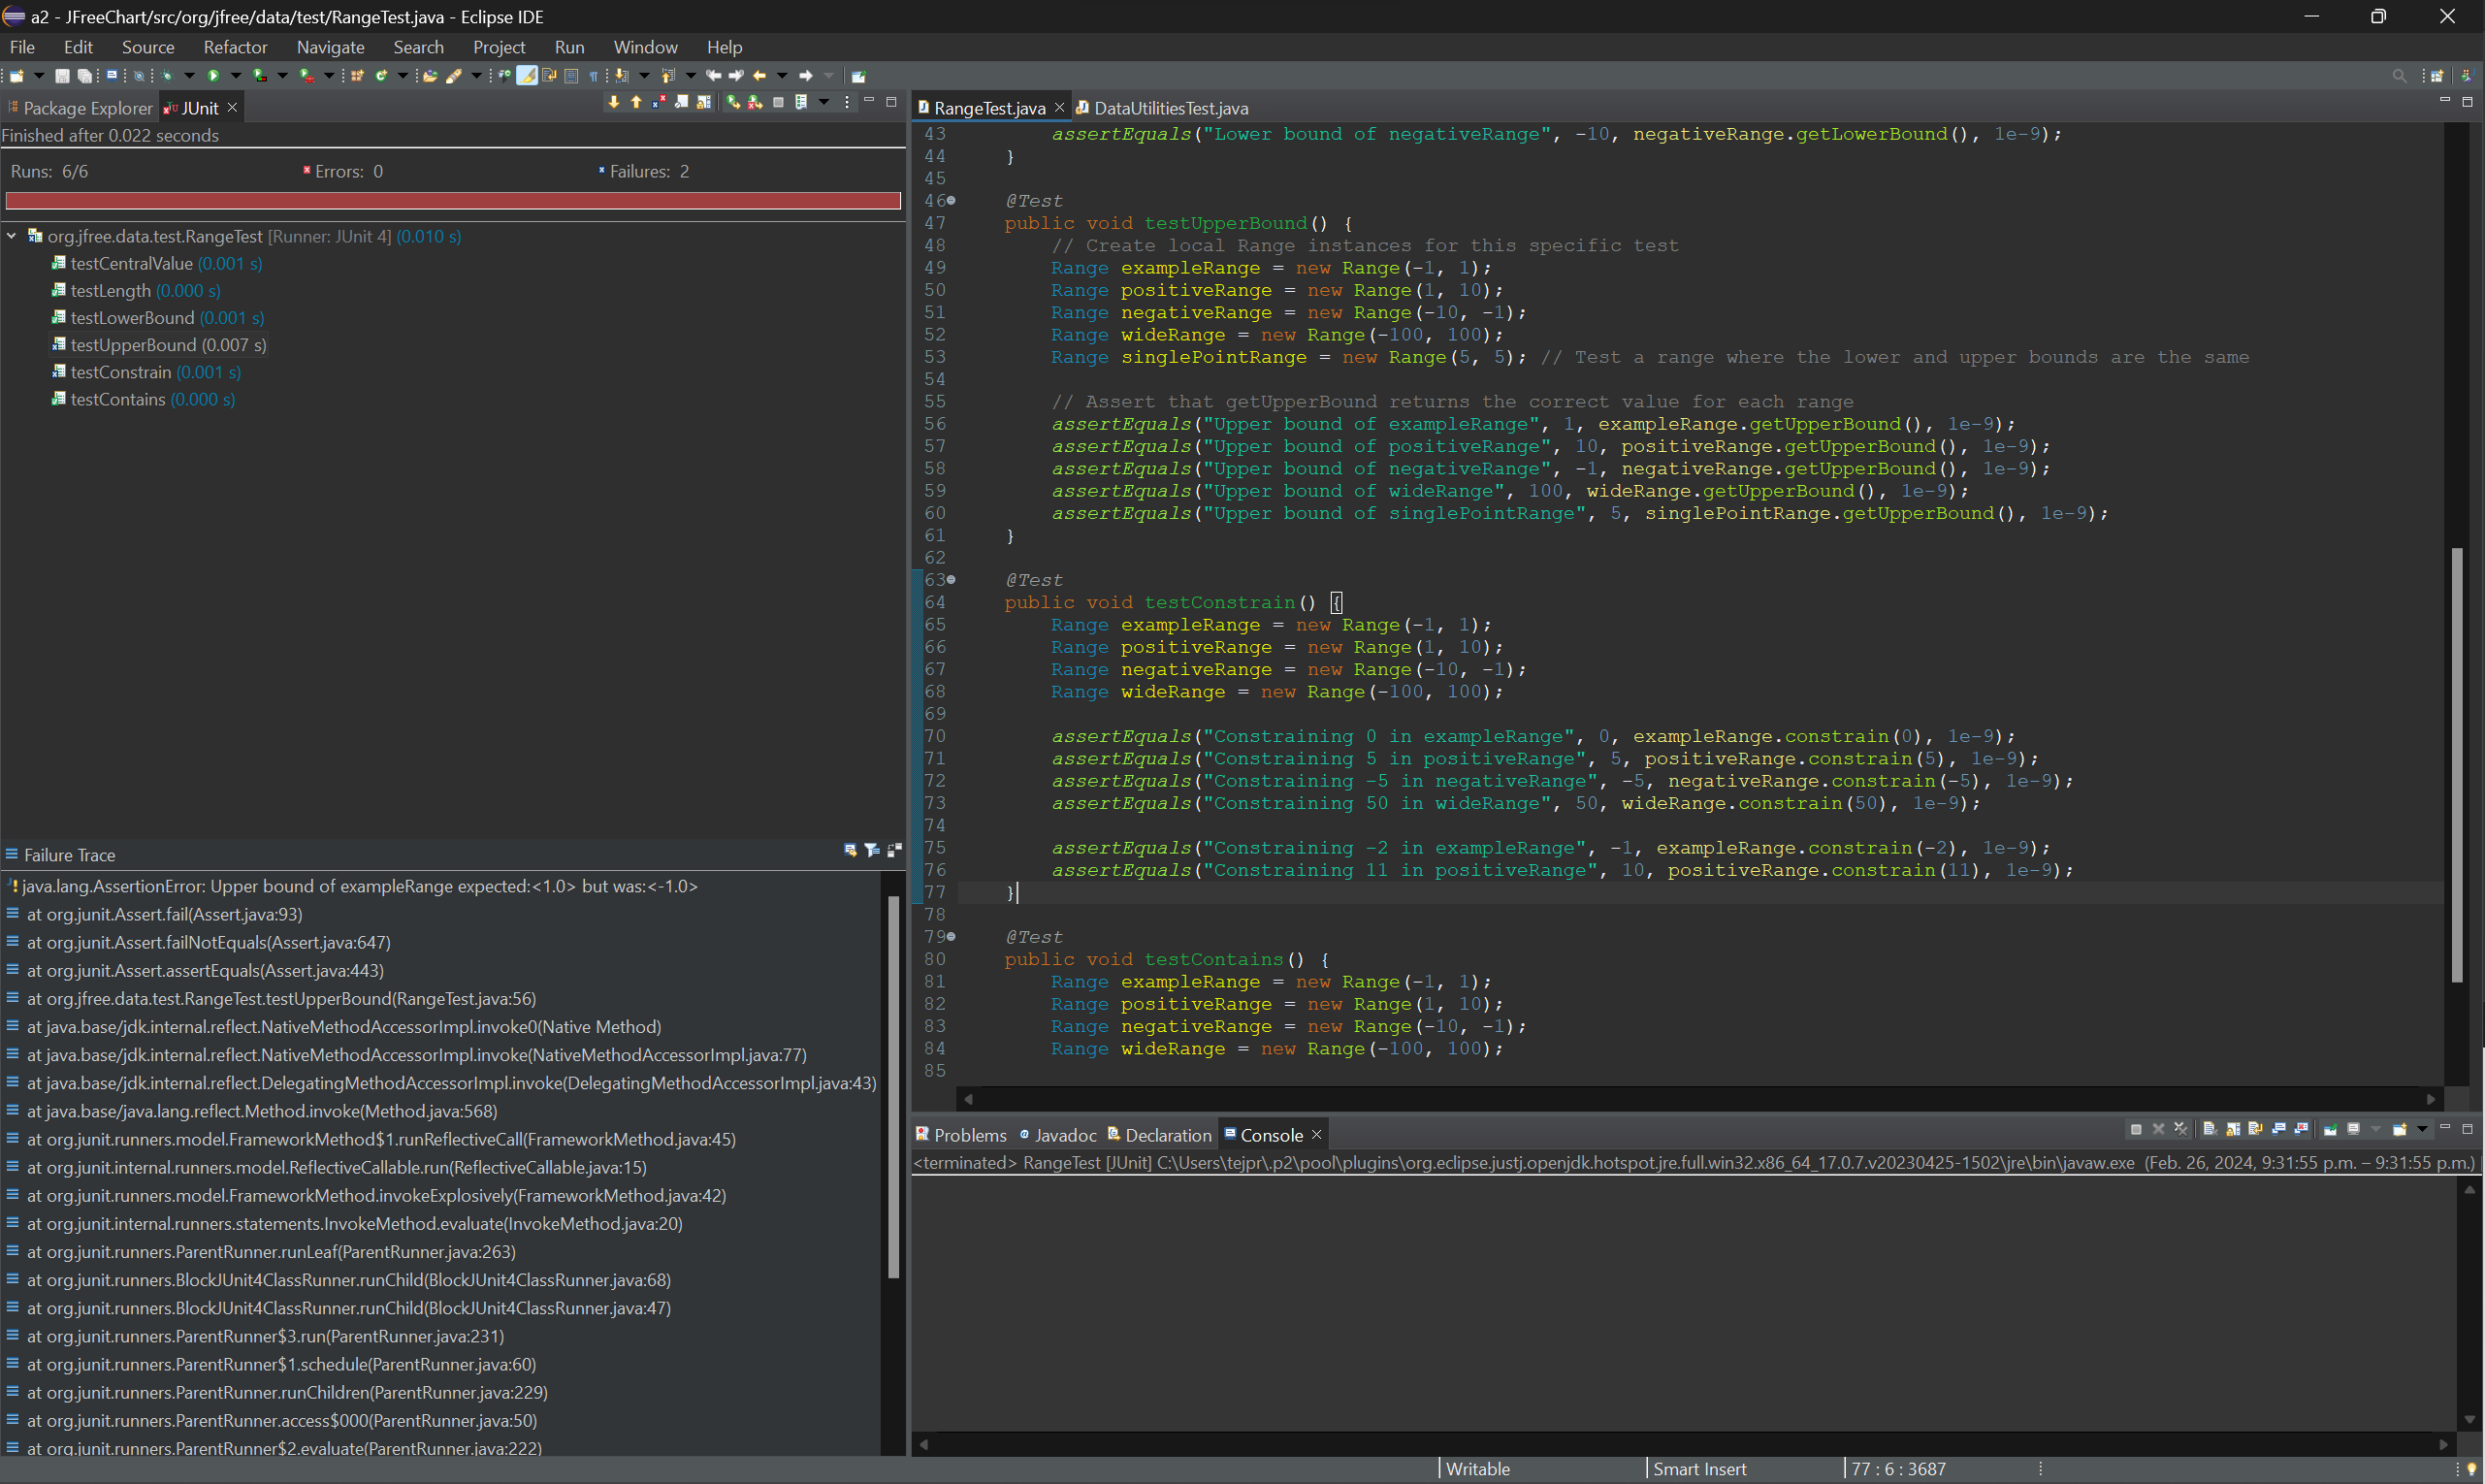 a2 - JFreeChart/src/org/jfree/data/test/RangeTest.java - Eclipse IDE
File Edit Source Refactor Navigate Search Project Run Window Help
Package Explorer JUnit
Finished after 0.022 seconds
Runs: 6/6 Errors: 0 Failures: 2
org.jfree.data.test.RangeTest [Runner: JUnit 4] (0.010 s)
testCentralValue (0.001 s)
testLength (0.000 s)
testLowerBound (0.001 s)
testUpperBound (0.007 s)
testConstrain (0.001 s)
testContains (0.000 s)
Failure Trace
java.lang.AssertionError: Upper bound of exampleRange expected:<1.0> but was:<-1.0>
at org.junit.Assert.fail(Assert.java:93)
at org.junit.Assert.failNotEquals(Assert.java:647)
at org.junit.Assert.assertEquals(Assert.java:443)
at org.jfree.data.test.RangeTest.testUpperBound(RangeTest.java:56)
at java.base/jdk.internal.reflect.NativeMethodAccessorImpl.invoke0(Native Method)
at java.base/jdk.internal.reflect.NativeMethodAccessorImpl.invoke(NativeMethodAccessorImpl.java:77)
at java.base/jdk.internal.reflect.DelegatingMethodAccessorImpl.invoke(DelegatingMethodAccessorImpl.java:43)
at java.base/java.lang.reflect.Method.invoke(Method.java:568)
at org.junit.runners.model.FrameworkMethod$1.runReflectiveCall(FrameworkMethod.java:45)
at org.junit.internal.runners.model.ReflectiveCallable.run(ReflectiveCallable.java:15)
at org.junit.runners.model.FrameworkMethod.invokeExplosively(FrameworkMethod.java:42)
at org.junit.internal.runners.statements.InvokeMethod.evaluate(InvokeMethod.java:20)
at org.junit.runners.ParentRunner.runLeaf(ParentRunner.java:263)
at org.junit.runners.BlockJUnit4ClassRunner.runChild(BlockJUnit4ClassRunner.java:68)
at org.junit.runners.BlockJUnit4ClassRunner.runChild(BlockJUnit4ClassRunner.java:47)
at org.junit.runners.ParentRunner$3.run(ParentRunner.java:231)
at org.junit.runners.ParentRunner$1.schedule(ParentRunner.java:60)
at org.junit.runners.ParentRunner.runChildren(ParentRunner.java:229)
at org.junit.runners.ParentRunner.access$000(ParentRunner.java:50)
at org.junit.runners.ParentRunner$2.evaluate(ParentRunner.java:222)
RangeTest.java DataUtilitiesTest.java
43 assertEquals("Lower bound of negativeRange", -10, negativeRange.getLowerBound(), 1e-9);
44 }
45
46 @Test
47 public void testUpperBound() {
48 // Create local Range instances for this specific test
49 Range exampleRange = new Range(-1, 1);
50 Range positiveRange = new Range(1, 10);
51 Range negativeRange = new Range(-10, -1);
52 Range wideRange = new Range(-100, 100);
53 Range singlePointRange = new Range(5, 5); // Test a range where the lower and upper bounds are the same
54
55 // Assert that getUpperBound returns the correct value for each range
56 assertEquals("Upper bound of exampleRange", 1, exampleRange.getUpperBound(), 1e-9);
57 assertEquals("Upper bound of positiveRange", 10, positiveRange.getUpperBound(), 1e-9);
58 assertEquals("Upper bound of negativeRange", -1, negativeRange.getUpperBound(), 1e-9);
59 assertEquals("Upper bound of wideRange", 100, wideRange.getUpperBound(), 1e-9);
60 assertEquals("Upper bound of singlePointRange", 5, singlePointRange.getUpperBound(), 1e-9);
61 }
62
63 @Test
64 public void testConstrain() {
65 Range exampleRange = new Range(-1, 1);
66 Range positiveRange = new Range(1, 10);
67 Range negativeRange = new Range(-10, -1);
68 Range wideRange = new Range(-100, 100);
69
70 assertEquals("Constraining 0 in exampleRange", 0, exampleRange.constrain(0), 1e-9);
71 assertEquals("Constraining 5 in positiveRange", 5, positiveRange.constrain(5), 1e-9);
72 assertEquals("Constraining -5 in negativeRange", -5, negativeRange.constrain(-5), 1e-9);
73 assertEquals("Constraining 50 in wideRange", 50, wideRange.constrain(50), 1e-9);
74
75 assertEquals("Constraining -2 in exampleRange", -1, exampleRange.constrain(-2), 1e-9);
76 assertEquals("Constraining 11 in positiveRange", 10, positiveRange.constrain(11), 1e-9);
77 }
78
79 @Test
80 public void testContains() {
81 Range exampleRange = new Range(-1, 1);
82 Range positiveRange = new Range(1, 10);
83 Range negativeRange = new Range(-10, -1);
84 Range wideRange = new Range(-100, 100);
85
Problems Javadoc Declaration Console
<terminated> RangeTest [JUnit] C:\Users\tejpr\.p2\pool\plugins\org.eclipse.justj.openjdk.hotspot.jre.full.win32.x86_64_17.0.7.v20230425-1502\jre\bin\javaw.exe (Feb. 26, 2024, 9:31:55 p.m. – 9:31:55 p.m.)
Writable Smart Insert 77 : 6 : 3687